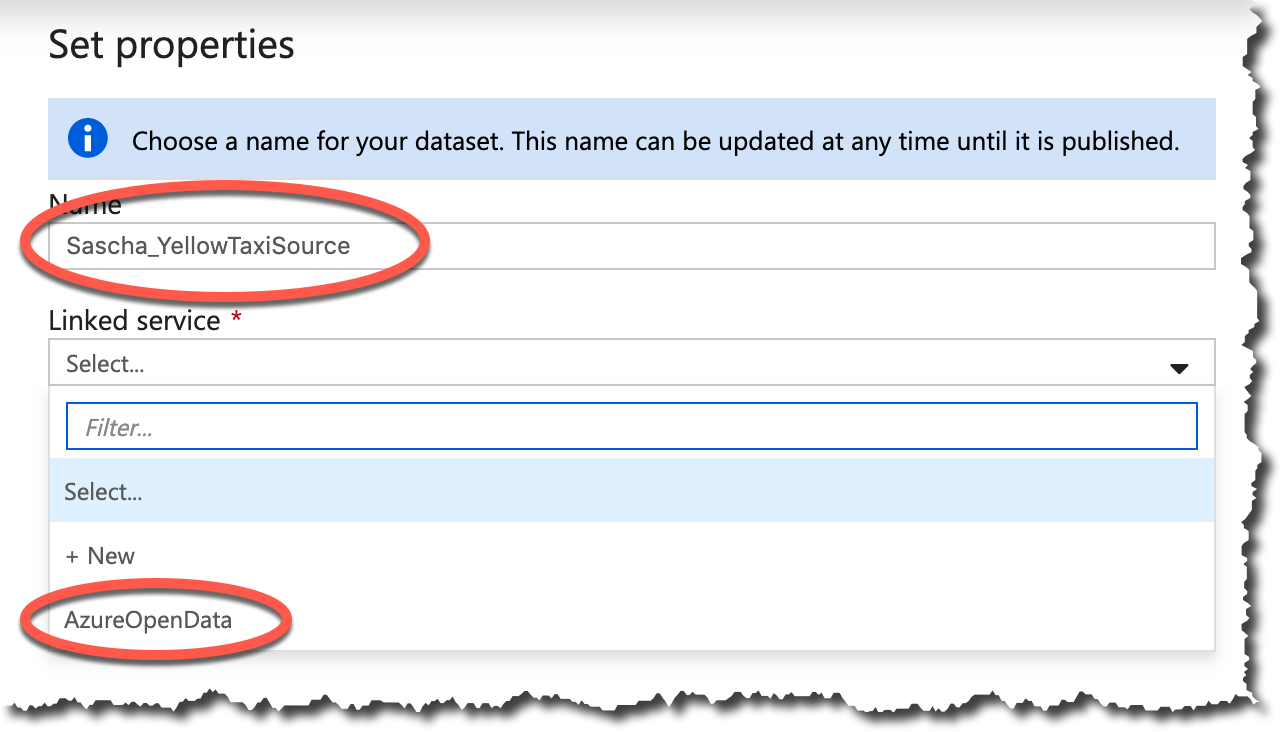 Set properties
Choose a name for your dataset. This name can be updated at any time until it is published.
Name
Sascha_YellowTaxiSource
Linked service *
Select...
Filter...
Select...
+ New
AzureOpenData